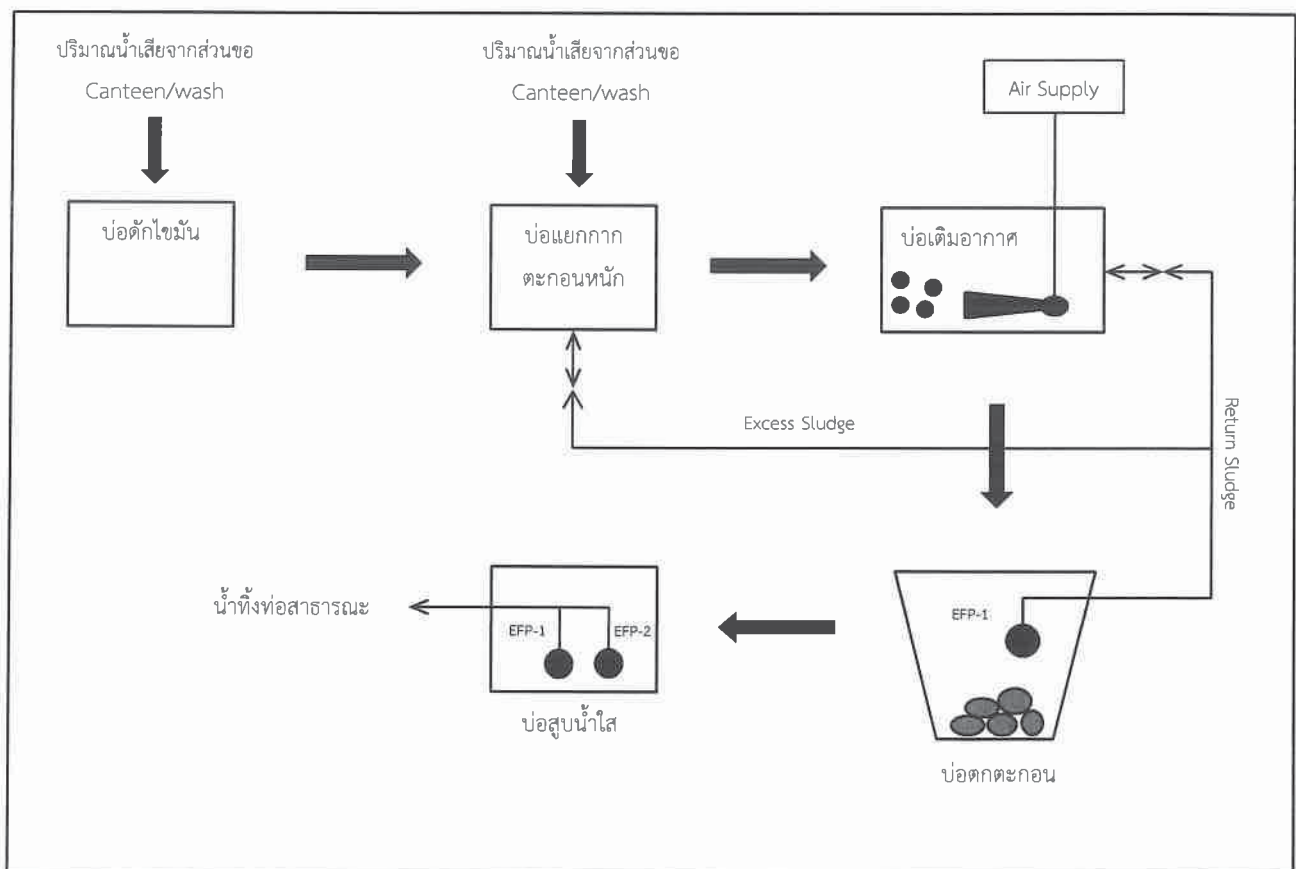 ปริมาณน้ำเสียจากส่วนขอ
Canteen/wash
ปริมาณน้ำเสียจากส่วนขอ
Canteen/wash
Air Supply
บ่อดักไขมัน
บ่อแยกกาก
ตะกอนหนัก
บ่อเติมอากาศ
Excess Sludge
Return Sludge
น้ำทิ้งท่อสาธารณะ
EFP-1
EFP-2
บ่อสูบน้ำใส
EFP-1
บ่อตกตะกอน